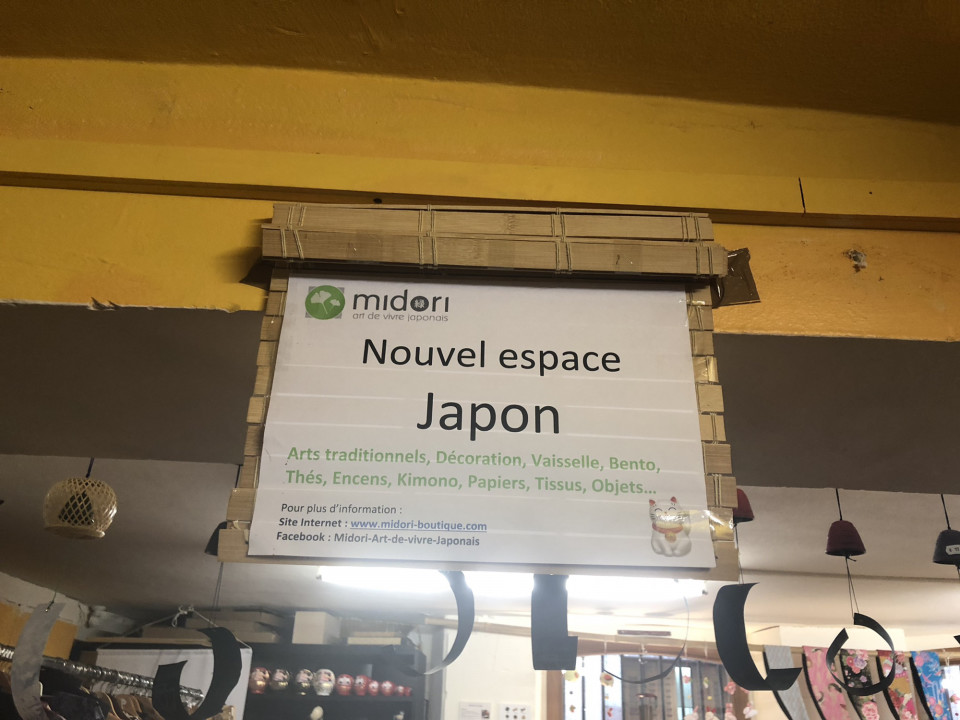 midori
art de vivre japonais
Nouvel espace
Japon
Arts traditionnels, Décoration, Vaisselle, Bento,
Thés, Encens, Kimono, Papiers, Tissus, Objets...
Pour plus d'information :
Site Internet : www.midori-boutique.com
Facebook : Midori-Art-de-vivre-Japonais